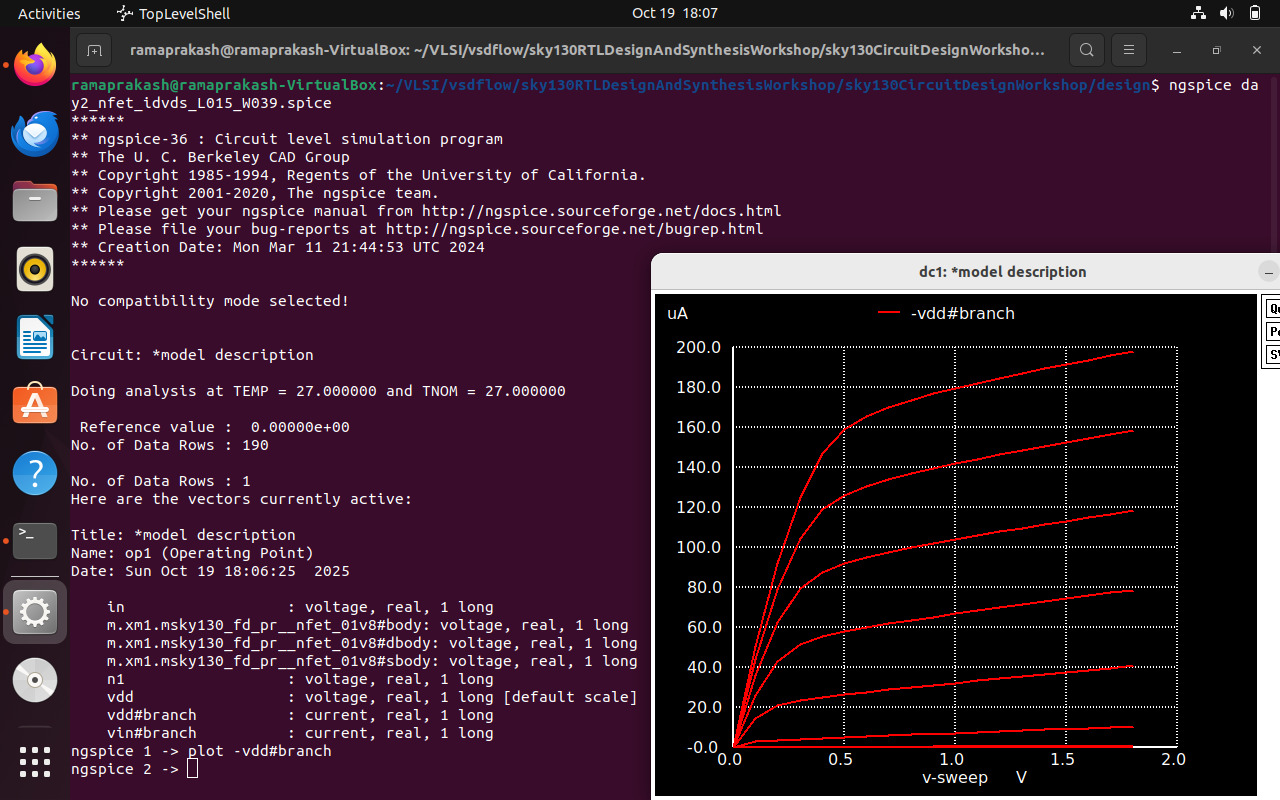 Activities
TopLevelShell
Oct 19 18:07
ramaprakash@ramaprakash-VirtualBox: ~/VLSI/vsdflow/sky130RTLDesignAndSynthesisWorkshop/sky130CircuitDesignWorksho...
ramaprakash@ramaprakash-VirtualBox:~/VLSI/vsdflow/sky130RTLDesignAndSynthesisWorkshop/sky130CircuitDesignWorkshop/design$ ngspice da
y2_nfet_idvds_L015_W039.spice
******
** ngspice-36 : Circuit level simulation program
** The U. C. Berkeley CAD Group
** Copyright 1985-1994, Regents of the University of California.
** Copyright 2001-2020, The ngspice team.
** Please get your ngspice manual from http://ngspice.sourceforge.net/docs.html
** Please file your bug-reports at http://ngspice.sourceforge.net/bugrep.html
** Creation Date: Mon Mar 11 21:44:53 UTC 2024
******
No compatibility mode selected!
Circuit: *model description
Doing analysis at TEMP = 27.000000 and TNOM = 27.000000
Reference value :  0.00000e+00
No. of Data Rows : 190
No. of Data Rows : 1
Here are the vectors currently active:
Title: *model description
Name: op1 (Operating Point)
Date: Sun Oct 19 18:06:25  2025
in : voltage, real, 1 long
m.xm1.msky130_fd_pr__nfet_01v8#body: voltage, real, 1 long
m.xm1.msky130_fd_pr__nfet_01v8#dbody: voltage, real, 1 long
m.xm1.msky130_fd_pr__nfet_01v8#sbody: voltage, real, 1 long
n1 : voltage, real, 1 long
vdd : voltage, real, 1 long [default scale]
vdd#branch : current, real, 1 long
vin#branch : current, real, 1 long
ngspice 1 -> plot -vdd#branch
ngspice 2 ->
dc1: *model description
uA
-vdd#branch
200.0
180.0
160.0
140.0
120.0
100.0
80.0
60.0
40.0
20.0
-0.0
0.0 0.5 1.0 1.5 2.0
v-sweep V